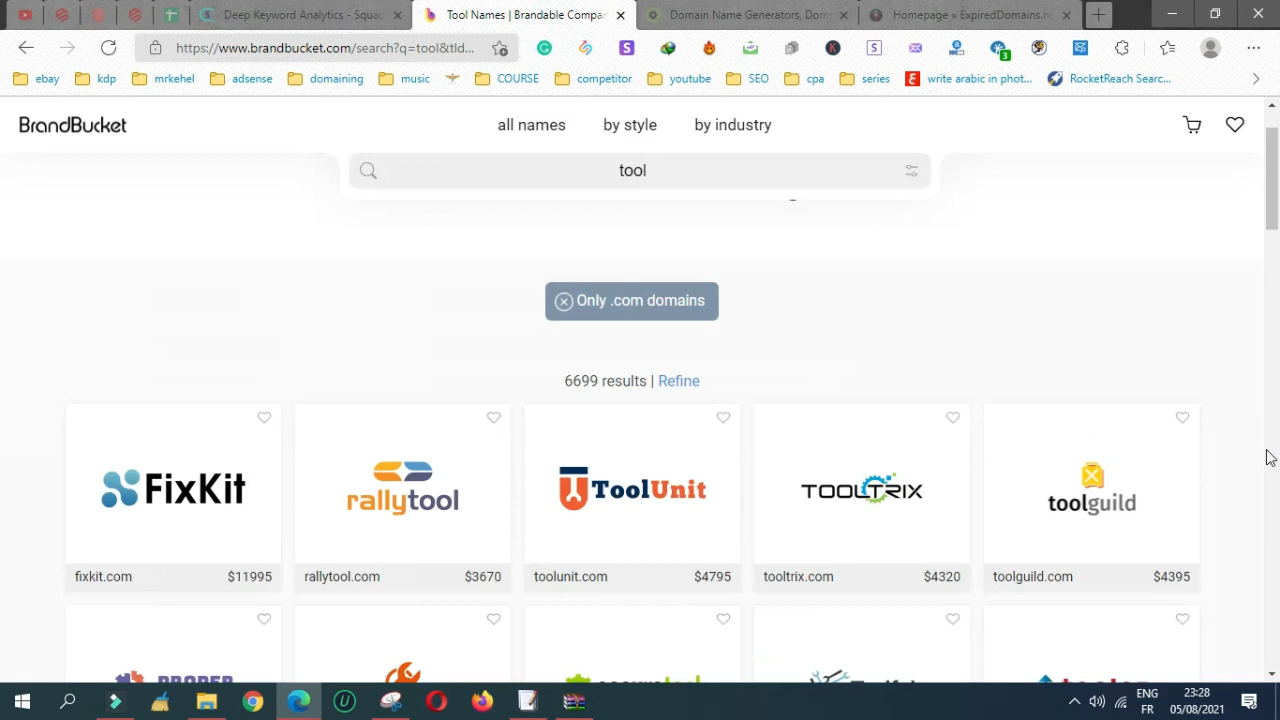 Deep Keyword Analytics - Squad
Tool Names | Brandable Compan
Domain Name Generators, Dom
Homepage » ExpiredDomains.n
https://www.brandbucket.com/search?q=tool&tld...
ebay
kdp
mrkehel
adsense
domaining
music
COURSE
competitor
youtube
SEO
cpa
series
write arabic in phot...
RocketReach Searc...
BrandBucket
all names
by style
by industry
tool
Only .com domains
6699 results | Refine
FixKit
rallytool
ToolUnit
TOOLTRIX
toolguild
fixkit.com $11995
rallytool.com $3670
toolunit.com $4795
tooltrix.com $4320
toolguild.com $4395
ENG
FR
23:28
05/08/2021